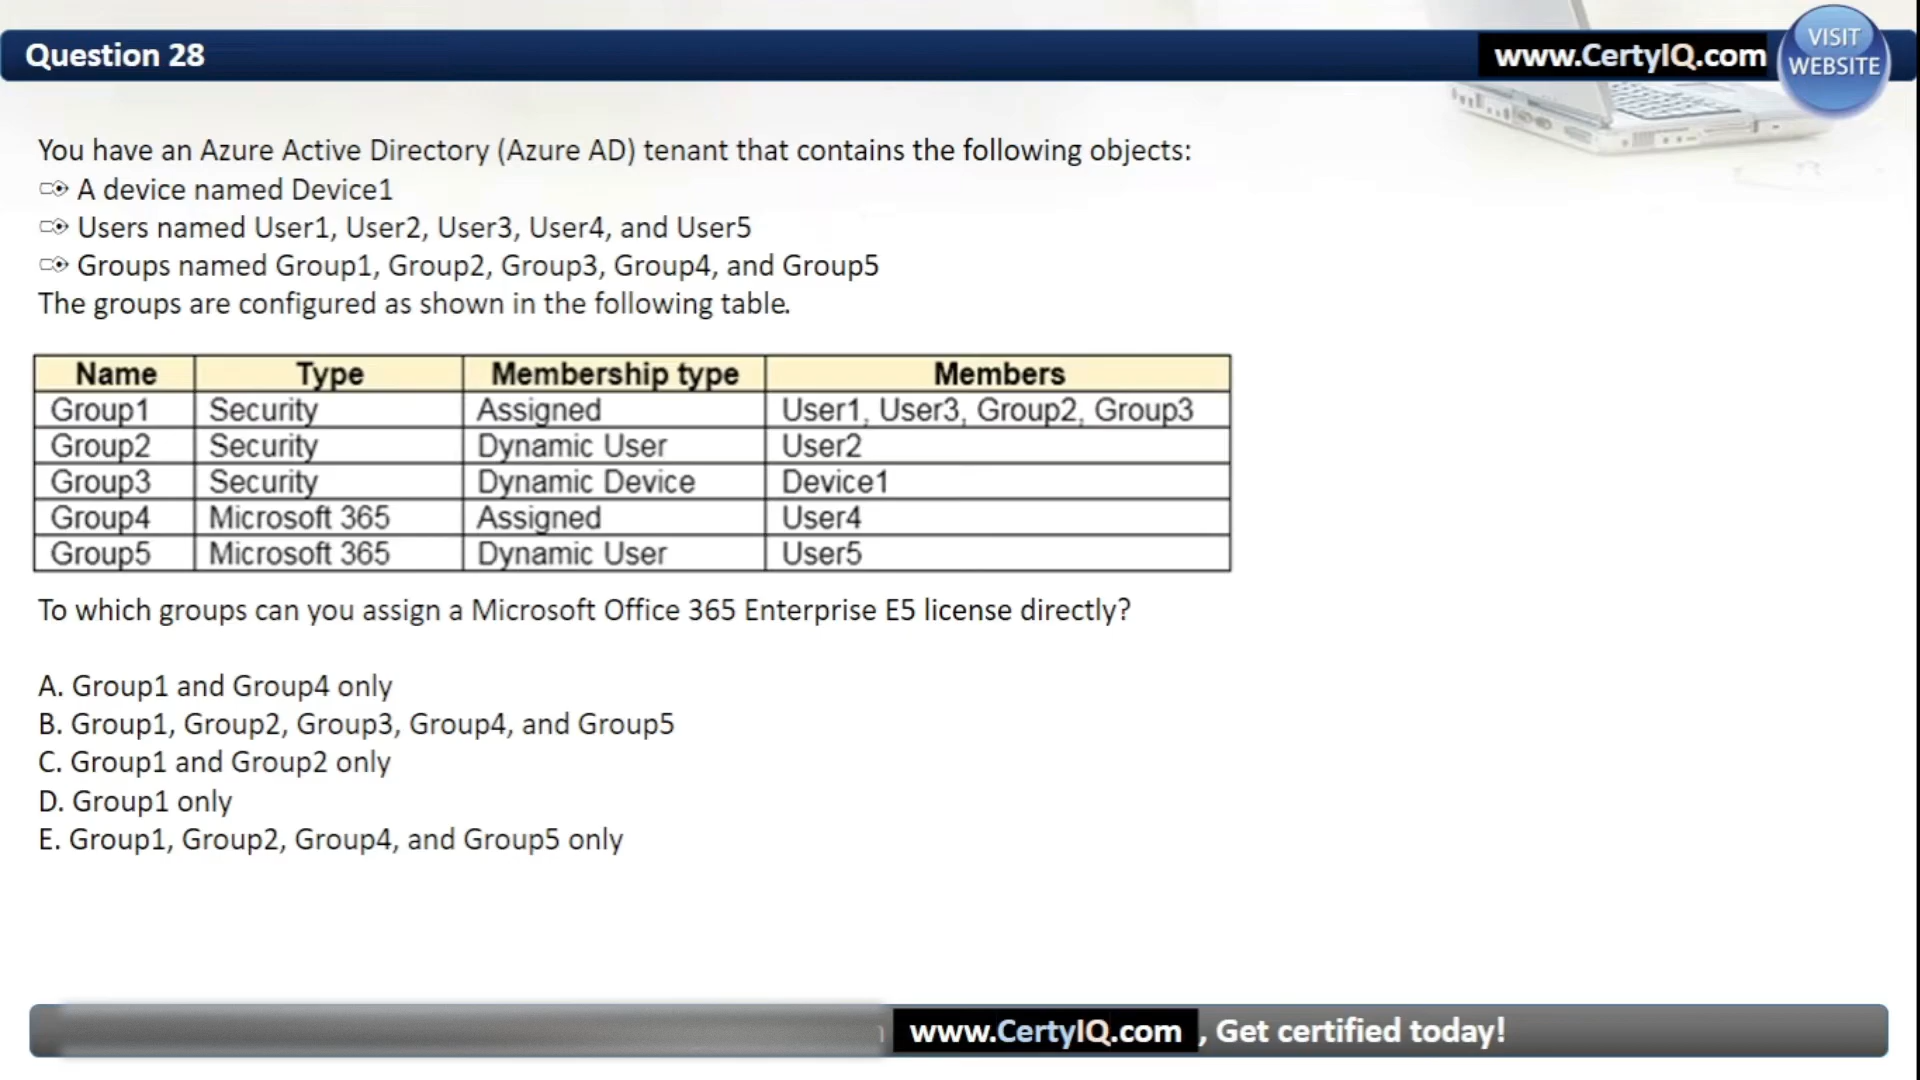 Question 28
www.CertyIQ.com
VISIT
WEBSITE
You have an Azure Active Directory (Azure AD) tenant that contains the following objects:
A device named Device1
Users named User1, User2, User3, User4, and User5
Groups named Group1, Group2, Group3, Group4, and Group5
The groups are configured as shown in the following table.
Name Type Membership type Members
Group1 Security Assigned User1, User3, Group2, Group3
Group2 Security Dynamic User User2
Group3 Security Dynamic Device Device1
Group4 Microsoft 365 Assigned User4
Group5 Microsoft 365 Dynamic User User5
To which groups can you assign a Microsoft Office 365 Enterprise E5 license directly?
A. Group1 and Group4 only
B. Group1, Group2, Group3, Group4, and Group5
C. Group1 and Group2 only
D. Group1 only
E. Group1, Group2, Group4, and Group5 only
www.CertyIQ.com , Get certified today!